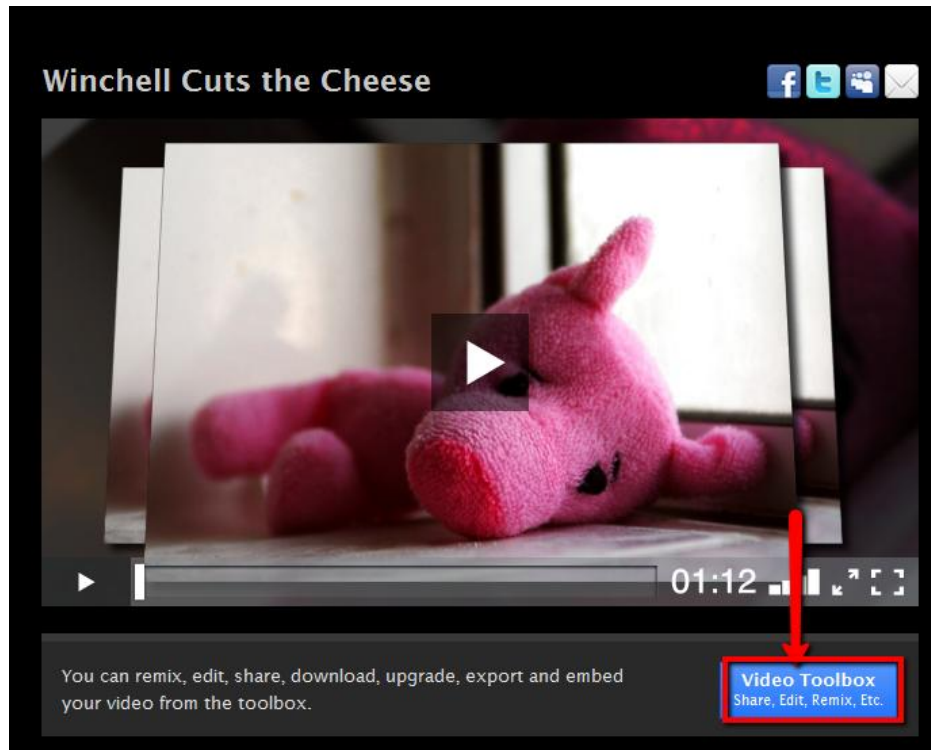 Winchell Cuts the Cheese
01:12
You can remix, edit, share, download, upgrade, export and embed
your video from the toolbox.
Video Toolbox
Share, Edit, Remix, Etc.